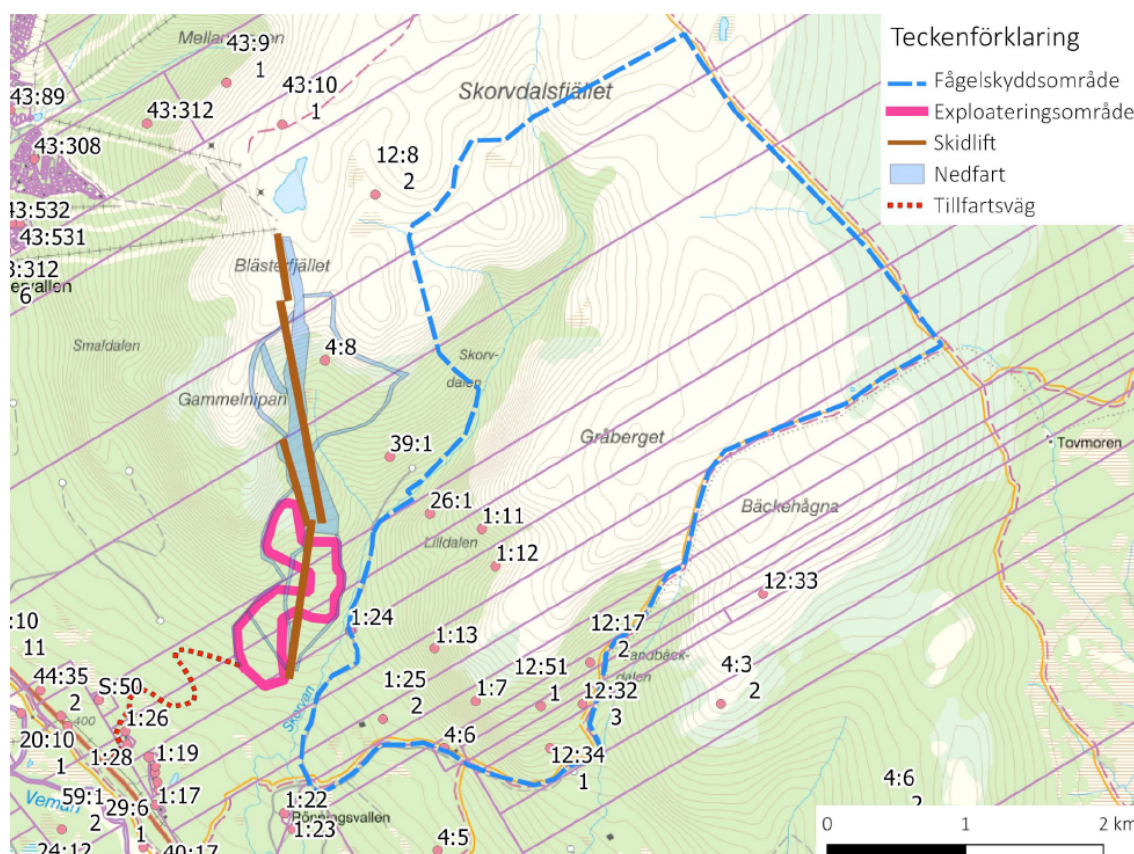 Teckenförklaring
Fågelskyddsområde
Exploateringsområde
Skidlift
Nedfart
Tillfartsväg
43:9
1
43:10
1
43:89
43:312
43:308
Skorvdalsfjället
12:8
2
43:532
43:531
43:312
6
Blästerfjället
Smaldalen
4:8
Skorv-
dalen
Gammelnipan
39:1
Gråberget
Tovmoren
26:1
1:11
Lilldalen
1:12
Bäckehågna
12:33
1:24
:10
11
1:13
12:17
2
44:35
2
S:50
1:25
2
1:7
12:51
1
12:32
3
4:3
2
400
1:26
Skorvan
20:10
1
1:28
1:19
4:6
12:34
1
4:6
2
Veman
59:1
2
29:6
1
1:17
1:22
Rönningsvallen
1:23
24:12
40:17
4:5
0
1
2 km